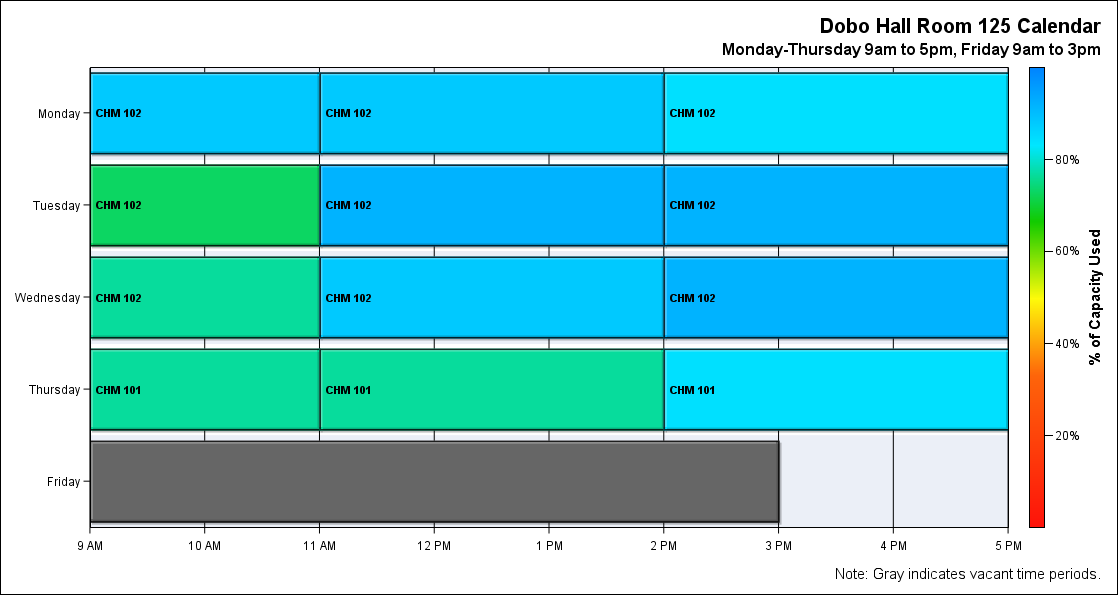 Dobo Hall Room 125 Calendar
Monday-Thursday 9am to 5pm, Friday 9am to 3pm
Monday
CHM 102
CHM 102
CHM 102
Tuesday
CHM 102
CHM 102
CHM 102
Wednesday
CHM 102
CHM 102
CHM 102
Thursday
CHM 101
CHM 101
CHM 101
Friday
9 AM
10 AM
11 AM
12 PM
1 PM
2 PM
3 PM
4 PM
5 PM
80%
60%
40%
20%
% of Capacity Used
Note: Gray indicates vacant time periods.